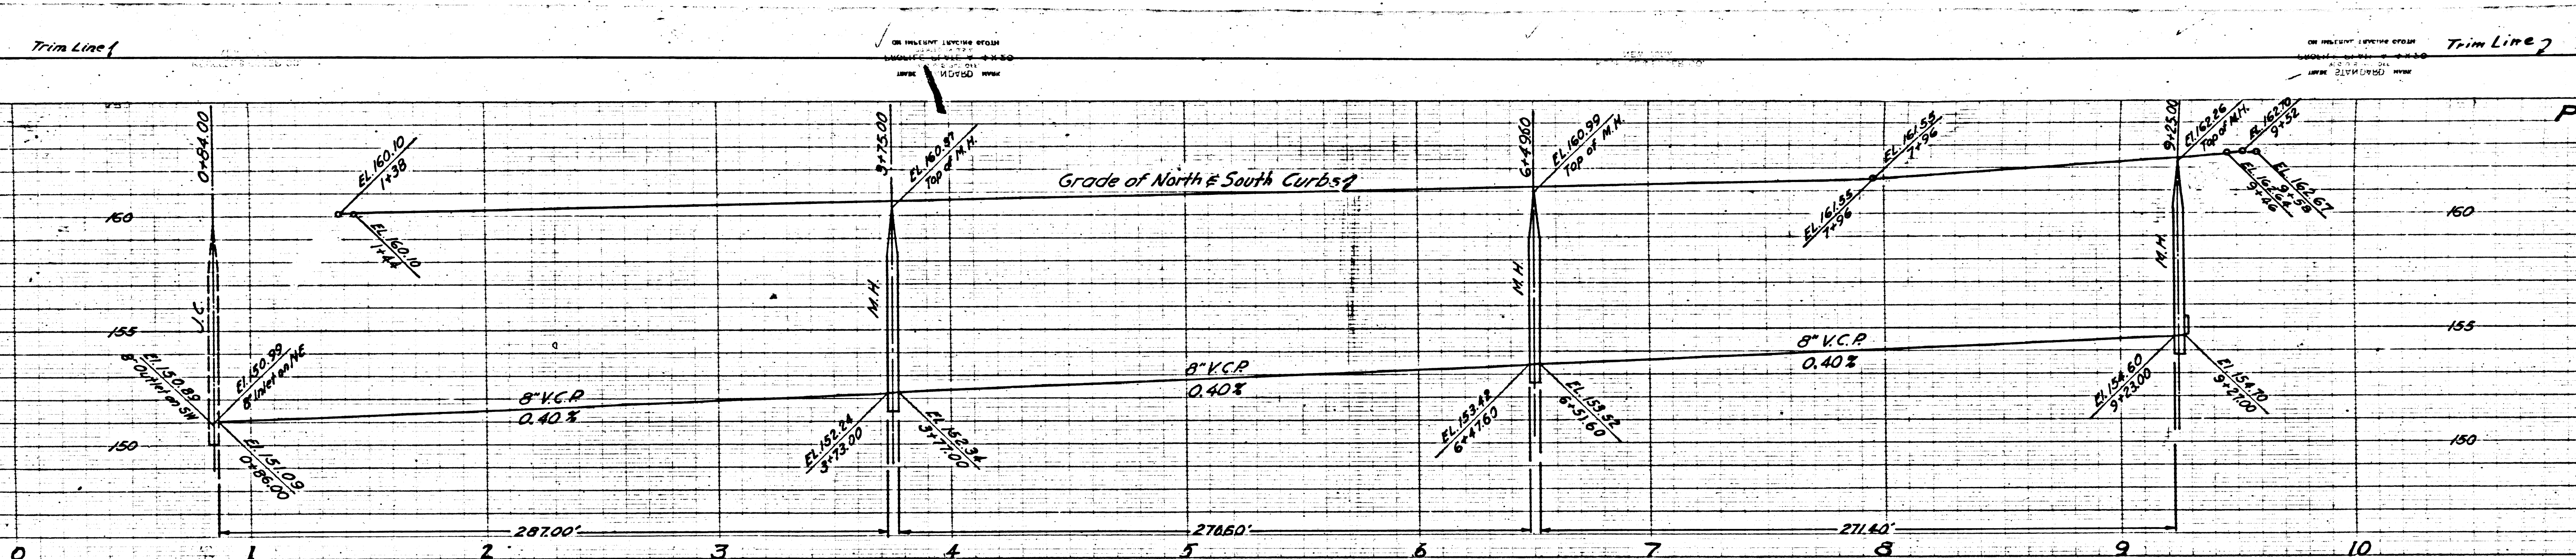 Trim Line
Trim Line
0+84.00
EL.160.10
1+38
EL.160.10
1+44
3+75.00
EL.160.37
Top of M.H.
Grade of North & South Curbs
6+49.60
EL.160.99
Top of M.H.
EL.161.55
7+96
EL.161.55
7+96
9+25.00
El.162.26
Top of M.H.
EL.162.70
9+52
EL.162.64
9+46
EL.162.67
9+58
P
160
160
J.C.
M.H.
M.H.
M.H.
155
155
El.150.89
8" Outlet on SW
El.150.99
8" Inlet on NE
8" V.C.P.
0.40%
8" V.C.P.
0.40%
8" V.C.P.
0.40%
150
150
El.151.09
0+86.00
EL.152.24
3+73.00
EL.152.34
3+77.00
EL.153.42
6+47.60
EL.153.52
6+51.60
El.154.60
9+23.00
El.154.70
9+27.00
287.00'
270.60'
271.40'
0 1 2 3 4 5 6 7 8 9 10